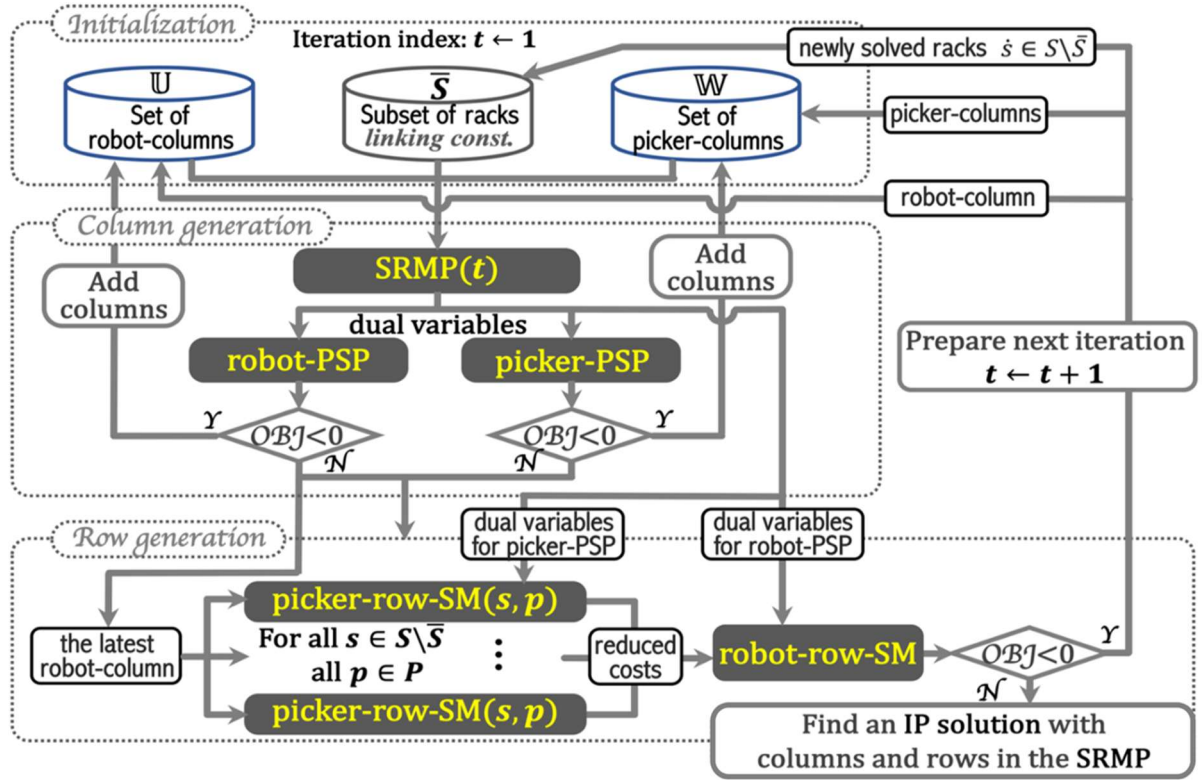 Initialization
Iteration index: t ← 1
newly solved racks ṡ ∈ S\S̅
𝕌
Set of
robot-columns
S̅
Subset of racks
linking const.
𝕎
Set of
picker-columns
picker-columns
robot-column
Column generation
Add
columns
SRMP(t)
Add
columns
dual variables
robot-PSP
picker-PSP
Prepare next iteration
t ← t + 1
Y
OBJ<0
N
OBJ<0
Y
N
Row generation
dual variables
for picker-PSP
dual variables
for robot-PSP
the latest
robot-column
picker-row-SM(s, p)
For all s ∈ S\S̅
all p ∈ P
⋮
picker-row-SM(s, p)
reduced
costs
robot-row-SM
OBJ<0
Y
N
Find an IP solution with
columns and rows in the SRMP